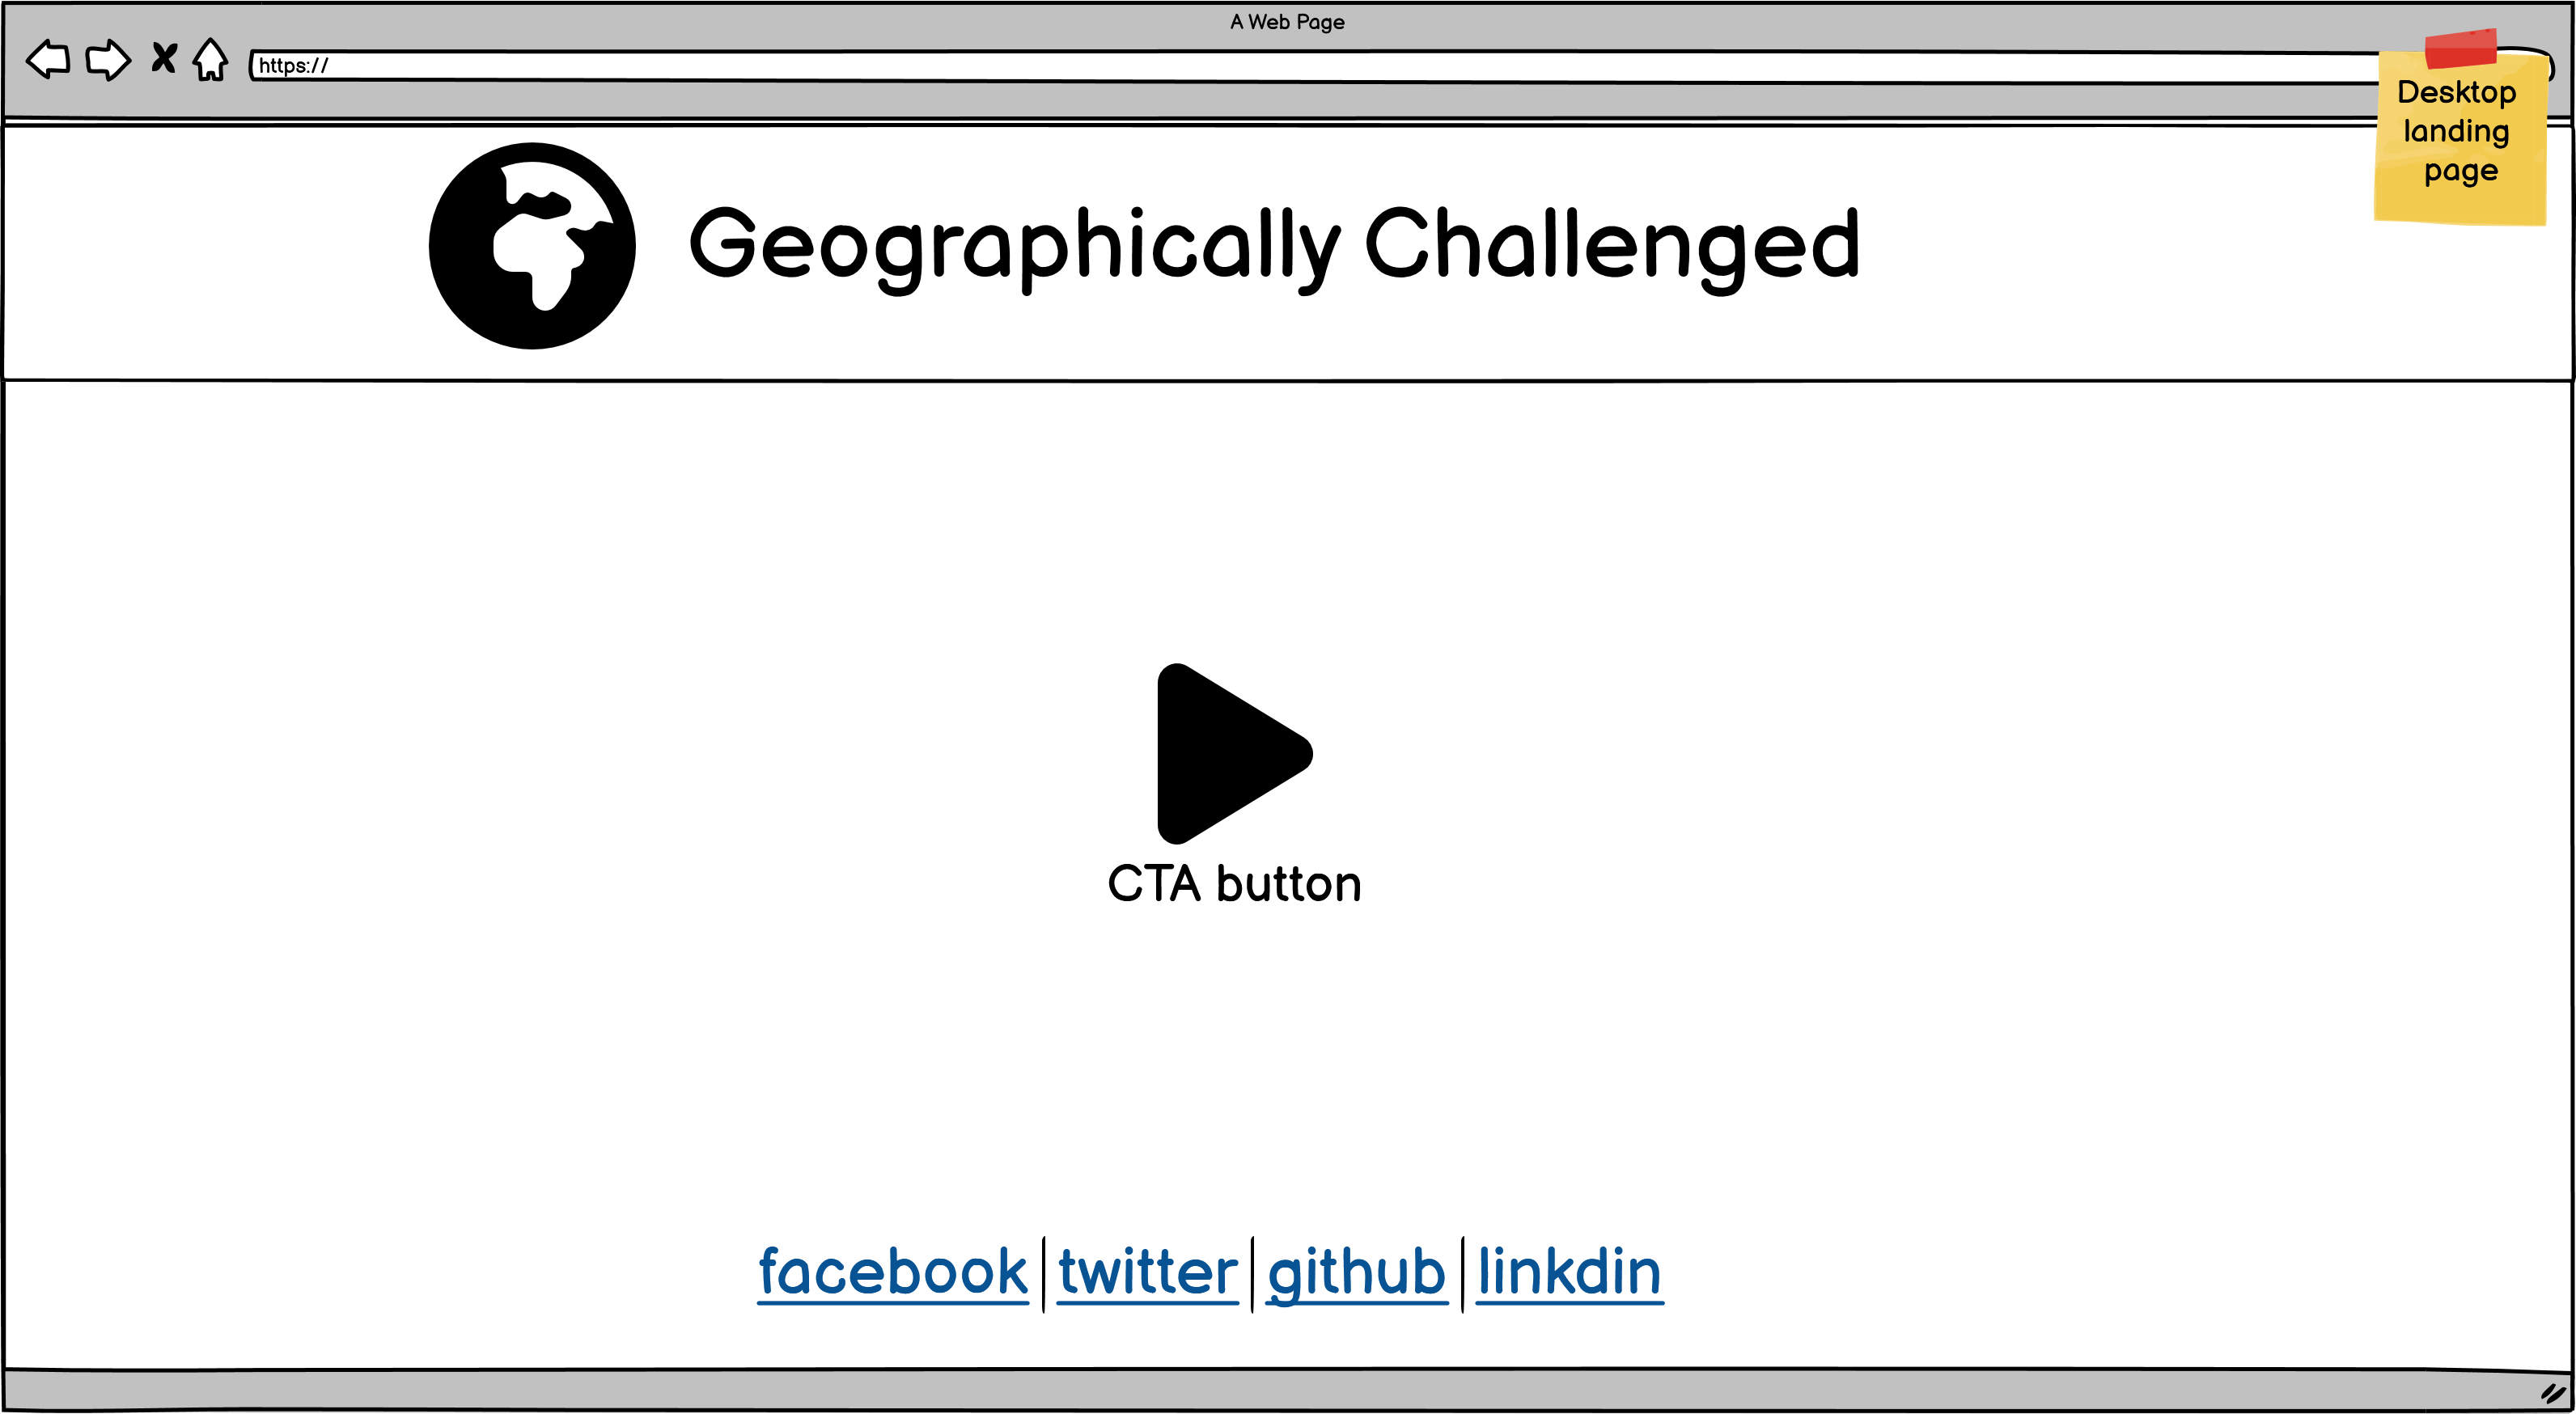 A Web Page
https://
Desktop
landing
page
Geographically Challenged
CTA button
facebook twitter github linkdin